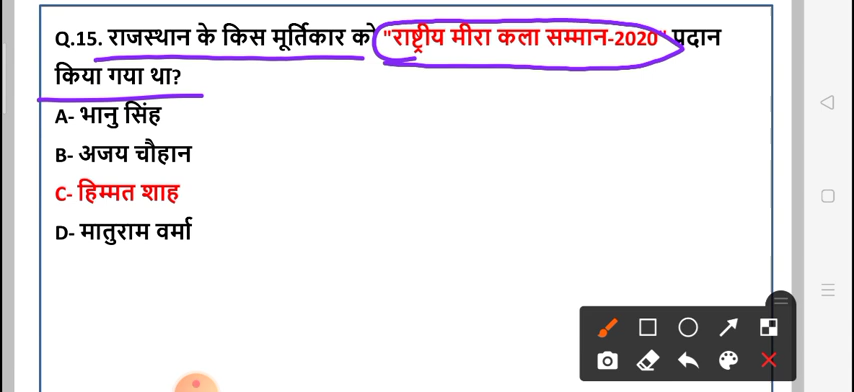 Q.15. राजस्थान के किस मूर्तिकार को "राष्ट्रीय मीरा कला सम्मान-2020" प्रदान
किया गया था?
A- भानु सिंह
B- अजय चौहान
C- हिम्मत शाह
D- मातुराम वर्मा